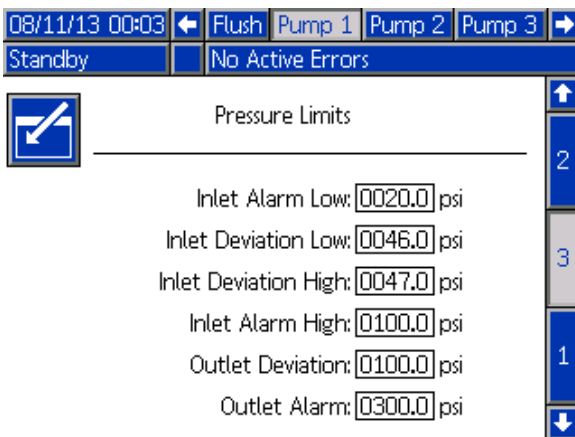 08/11/13 00:03 Flush Pump 1 Pump 2 Pump 3
Standby No Active Errors
Pressure Limits
2
Inlet Alarm Low: 0020.0 psi
Inlet Deviation Low: 0046.0 psi
3
Inlet Deviation High: 0047.0 psi
Inlet Alarm High: 0100.0 psi
1
Outlet Deviation: 0100.0 psi
Outlet Alarm: 0300.0 psi